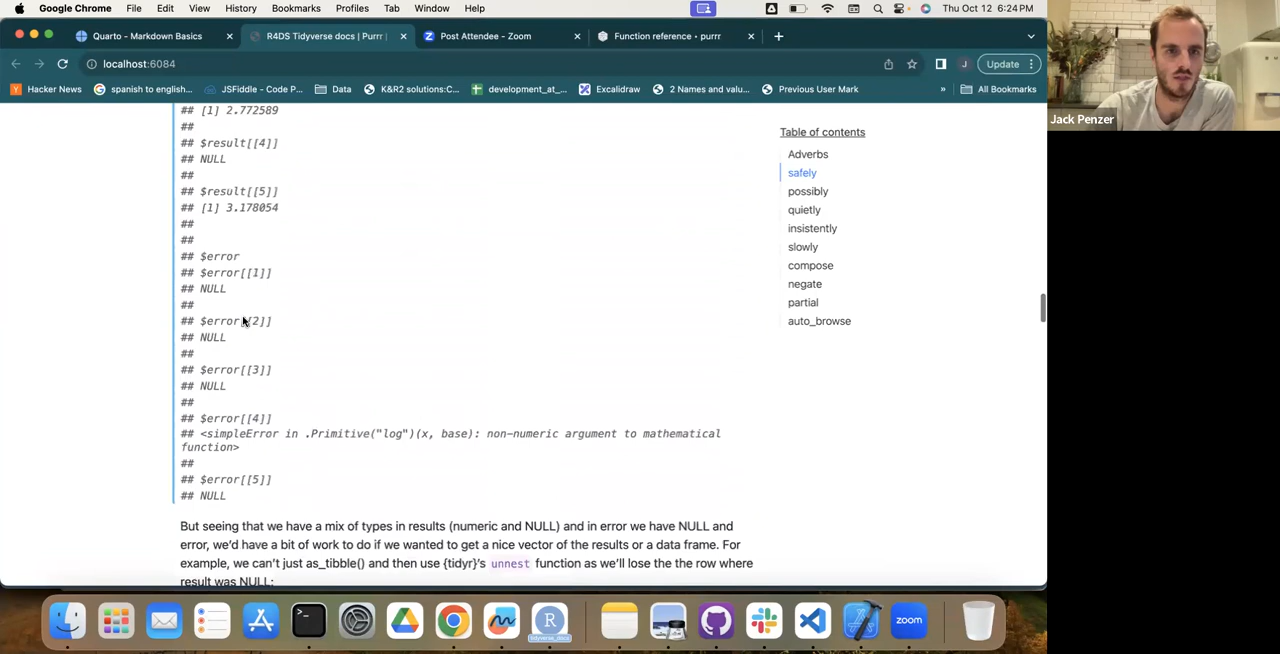 Google Chrome File Edit View History Bookmarks Profiles Tab Window Help Thu Oct 12 6:24 PM
Quarto - Markdown Basics R4DS Tidyverse docs | Purrr | Post Attendee - Zoom Function reference • purrr
localhost:6084 J Update
Hacker News spanish to english... JSFiddle - Code P... Data K&R2 solutions:C... development_at_... Excalidraw 2 Names and valu... Previous User Mark » All Bookmarks
Jack Penzer
## [1] 2.772589
##
## $result[[4]]
## NULL
##
## $result[[5]]
## [1] 3.178054
##
##
## $error
## $error[[1]]
## NULL
##
## $error[[2]]
## NULL
##
## $error[[3]]
## NULL
##
## $error[[4]]
## <simpleError in .Primitive("log")(x, base): non-numeric argument to mathematical
function>
##
## $error[[5]]
## NULL
But seeing that we have a mix of types in results (numeric and NULL) and in error we have NULL and
error, we'd have a bit of work to do if we wanted to get a nice vector of the results or a data frame. For
example, we can't just as_tibble() and then use {tidyr}'s unnest function as we'll lose the the row where
result was NULL:
Table of contents
Adverbs
safely
possibly
quietly
insistently
slowly
compose
negate
partial
auto_browse
R
tidyverse_docs
zoom